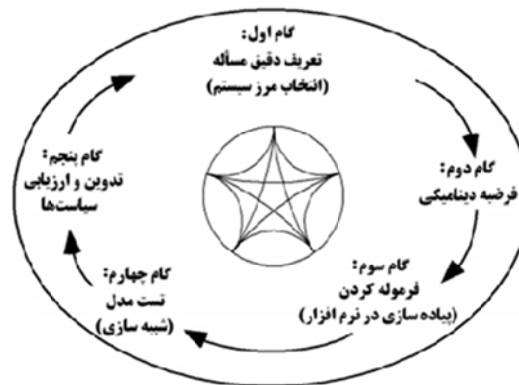 گام اول:
تعریف دقیق مسأله
(انتخاب مرز سیستم)
گام دوم:
فرضیه دینامیکی
گام سوم:
فرموله کردن
(پیاده سازی در نرم افزار)
گام چهارم:
تست مدل
(شبیه سازی)
گام پنجم:
تدوین و ارزیابی
سیاست‌ها